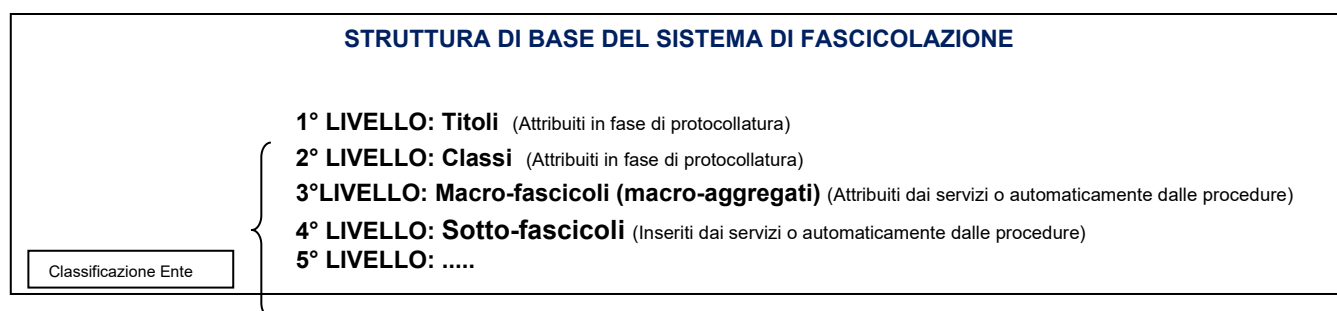 STRUTTURA DI BASE DEL SISTEMA DI FASCICOLAZIONE
1° LIVELLO: Titoli (Attribuiti in fase di protocollatura)
2° LIVELLO: Classi (Attribuiti in fase di protocollatura)
3°LIVELLO: Macro-fascicoli (macro-aggregati) (Attribuiti dai servizi o automaticamente dalle procedure)
4° LIVELLO: Sotto-fascicoli (Inseriti dai servizi o automaticamente dalle procedure)
5° LIVELLO: .....
Classificazione Ente